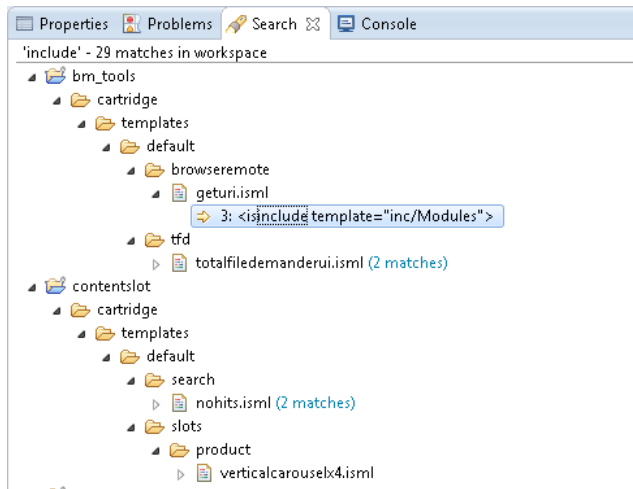 Properties Problems Search Console
'include' - 29 matches in workspace
bm_tools
cartridge
templates
default
browseremote
geturi.isml
3: <isinclude template="inc/Modules">
tfd
totalfiledemanderui.isml (2 matches)
contentslot
cartridge
templates
default
search
nohits.isml (2 matches)
slots
product
verticalcarouselx4.isml